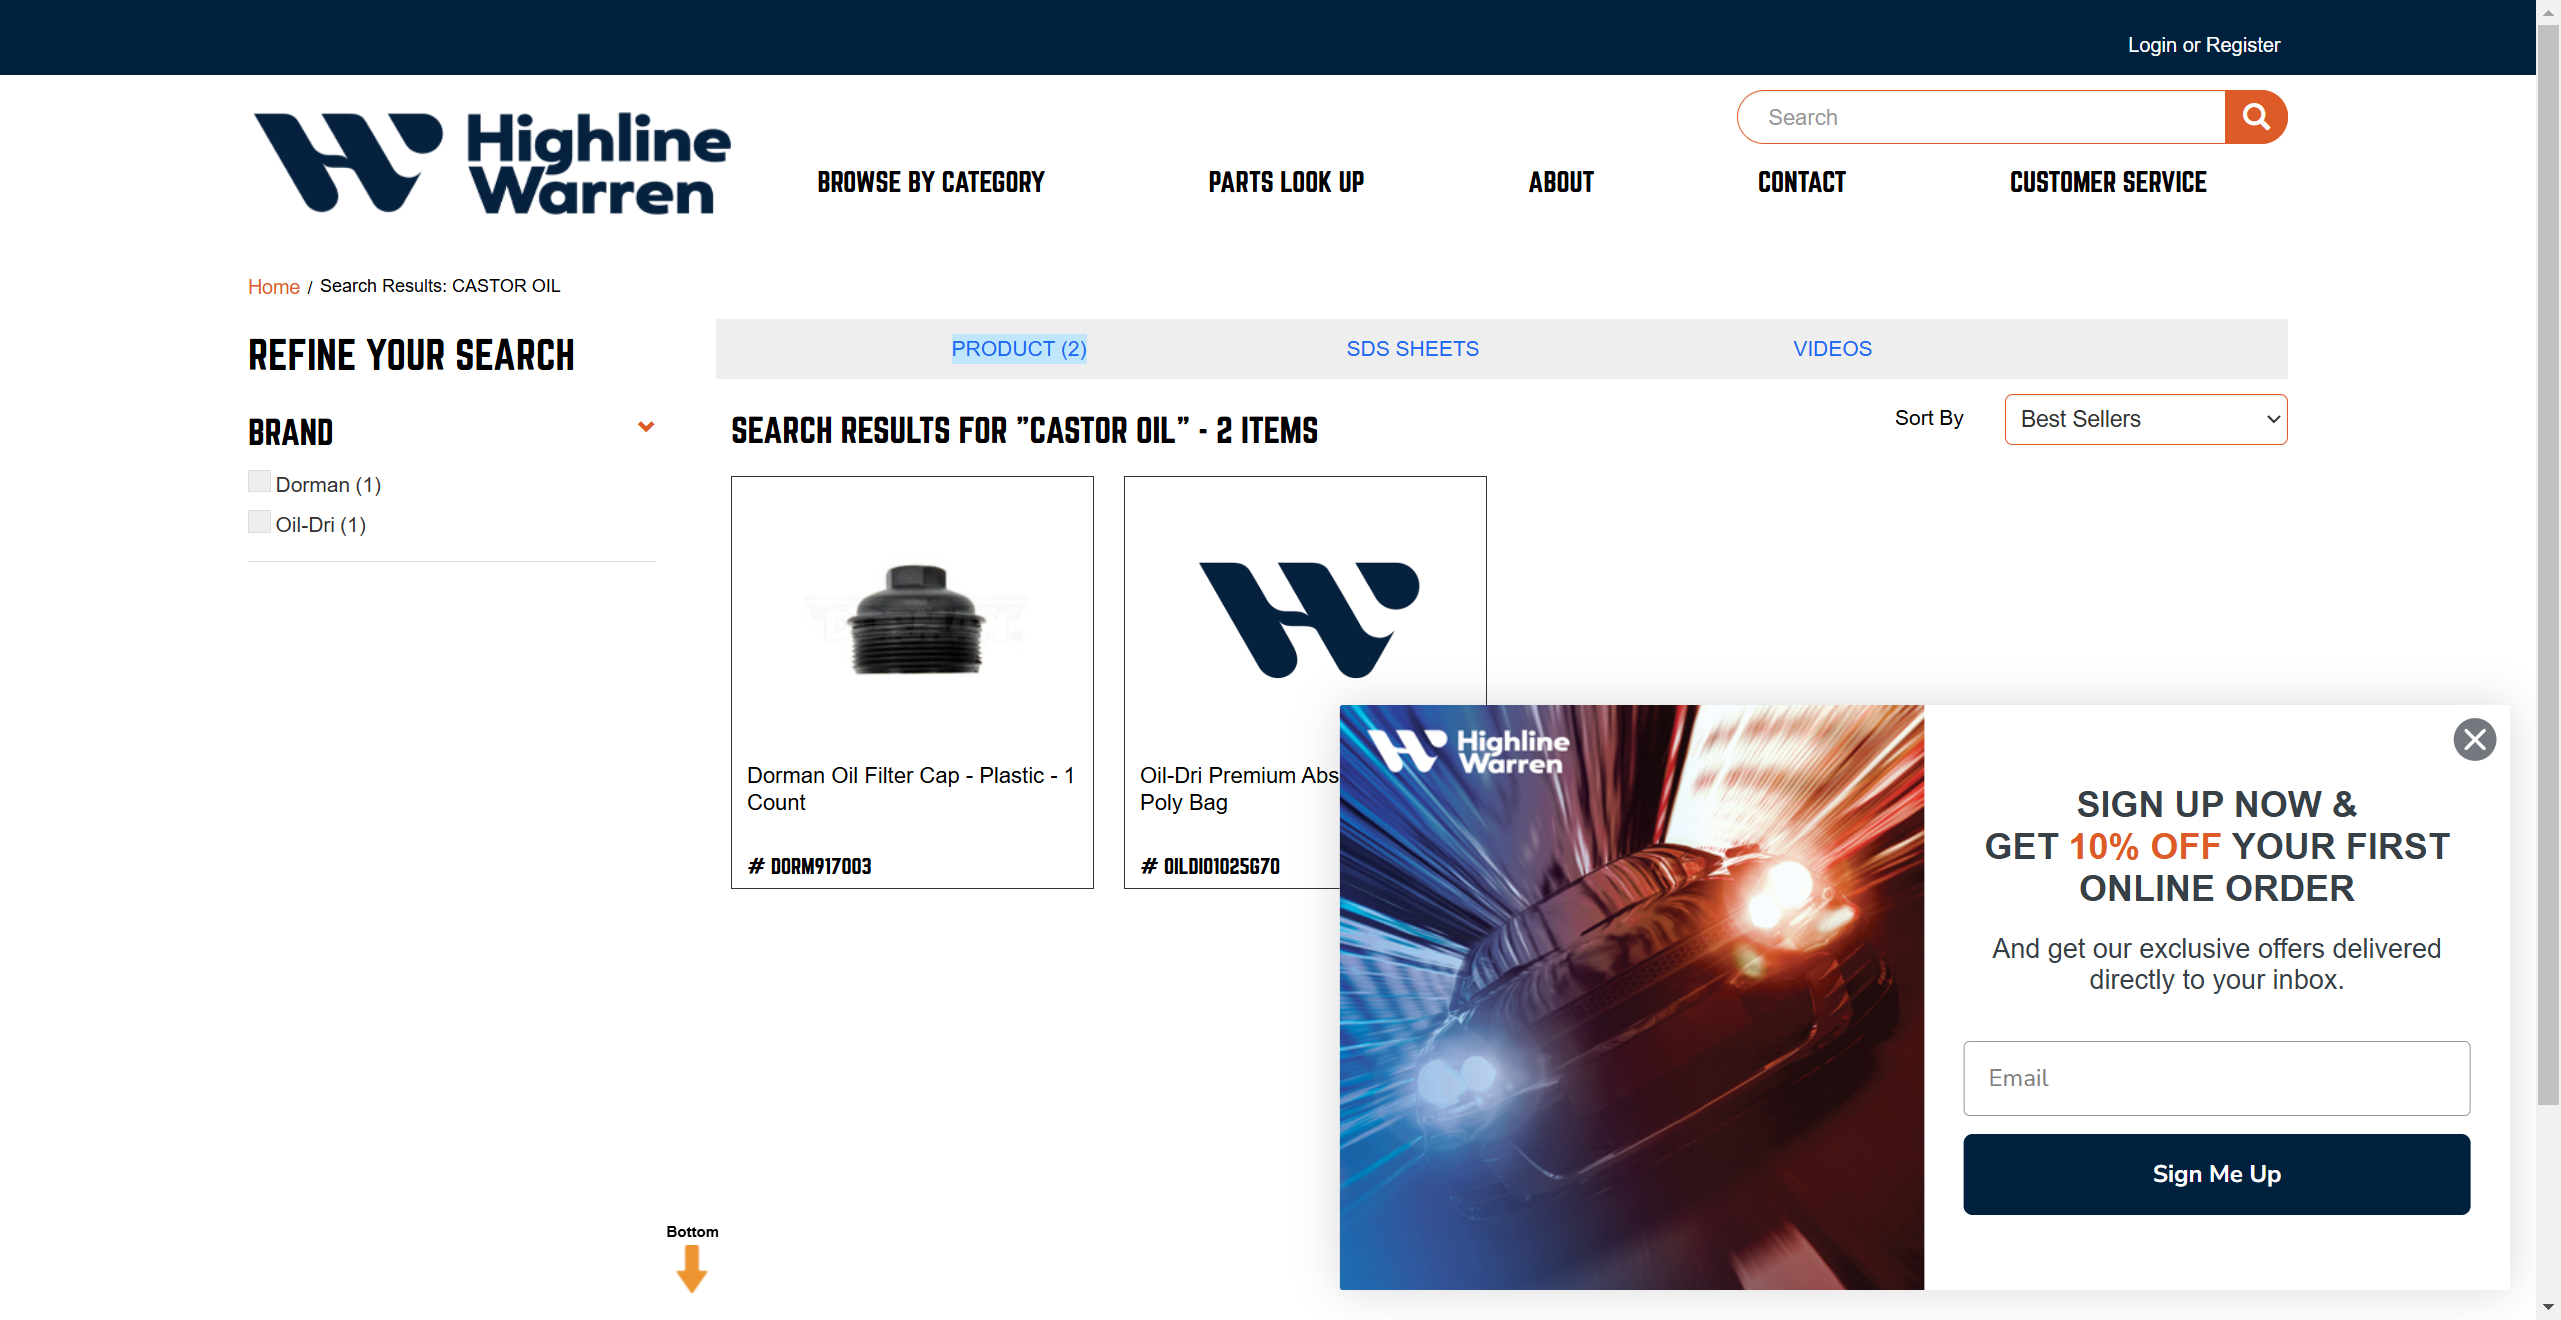 Login or Register
Highline
Warren
Search
BROWSE BY CATEGORY
PARTS LOOK UP
ABOUT
CONTACT
CUSTOMER SERVICE
Home / Search Results: CASTOR OIL
REFINE YOUR SEARCH
PRODUCT (2)
SDS SHEETS
VIDEOS
BRAND
Dorman (1)
Oil-Dri (1)
SEARCH RESULTS FOR "CASTOR OIL" - 2 ITEMS
Sort By
Best Sellers
Dorman Oil Filter Cap - Plastic - 1
Count
# DORM917003
Oil-Dri Premium Abs
Poly Bag
# OILDI01025G70
Highline
Warren
SIGN UP NOW &
GET 10% OFF YOUR FIRST
ONLINE ORDER
And get our exclusive offers delivered
directly to your inbox.
Email
Sign Me Up
Bottom